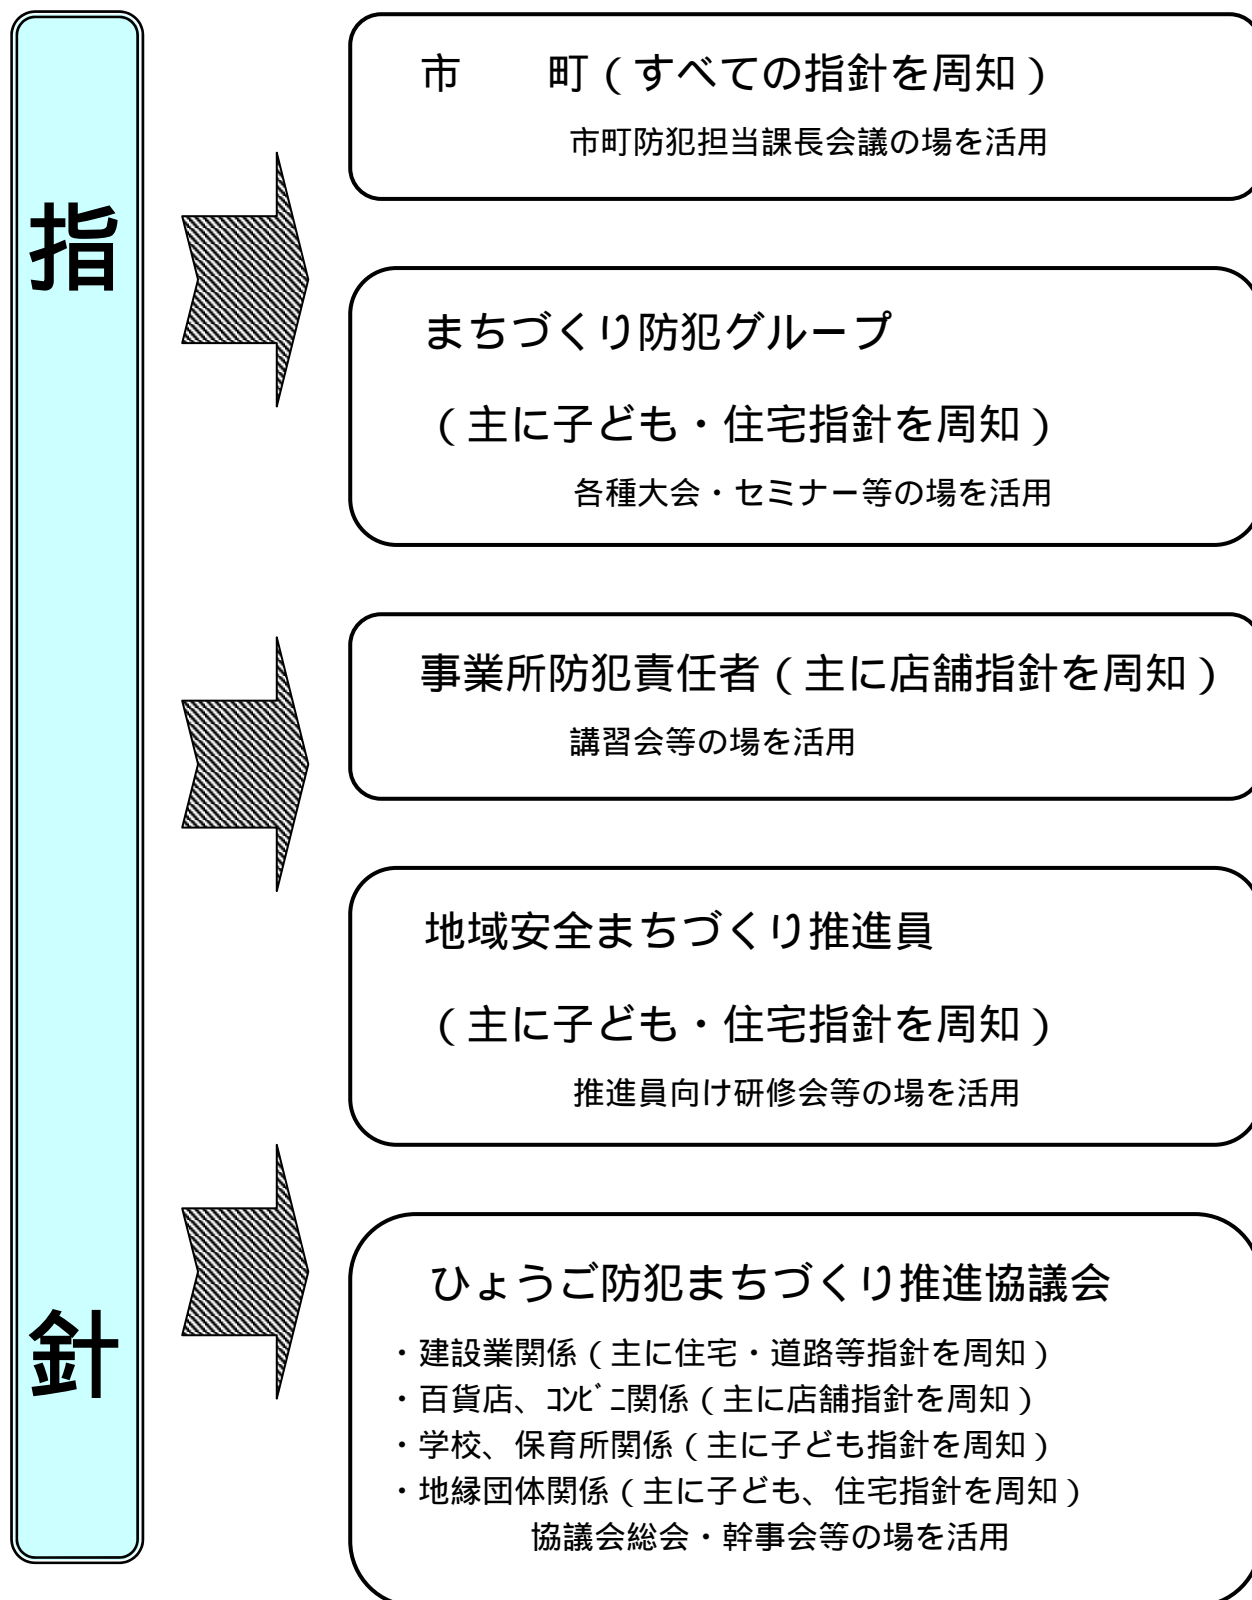 指針
市　　町（すべての指針を周知）
市町防犯担当課長会議の場を活用
まちづくり防犯グループ
（主に子ども・住宅指針を周知）
各種大会・セミナー等の場を活用
事業所防犯責任者（主に店舗指針を周知）
講習会等の場を活用
地域安全まちづくり推進員
（主に子ども・住宅指針を周知）
推進員向け研修会等の場を活用
ひょうご防犯まちづくり推進協議会
・建設業関係（主に住宅・道路等指針を周知）
・百貨店、ｺﾝﾋﾞﾆ関係（主に店舗指針を周知）
・学校、保育所関係（主に子ども指針を周知）
・地縁団体関係（主に子ども、住宅指針を周知）
協議会総会・幹事会等の場を活用